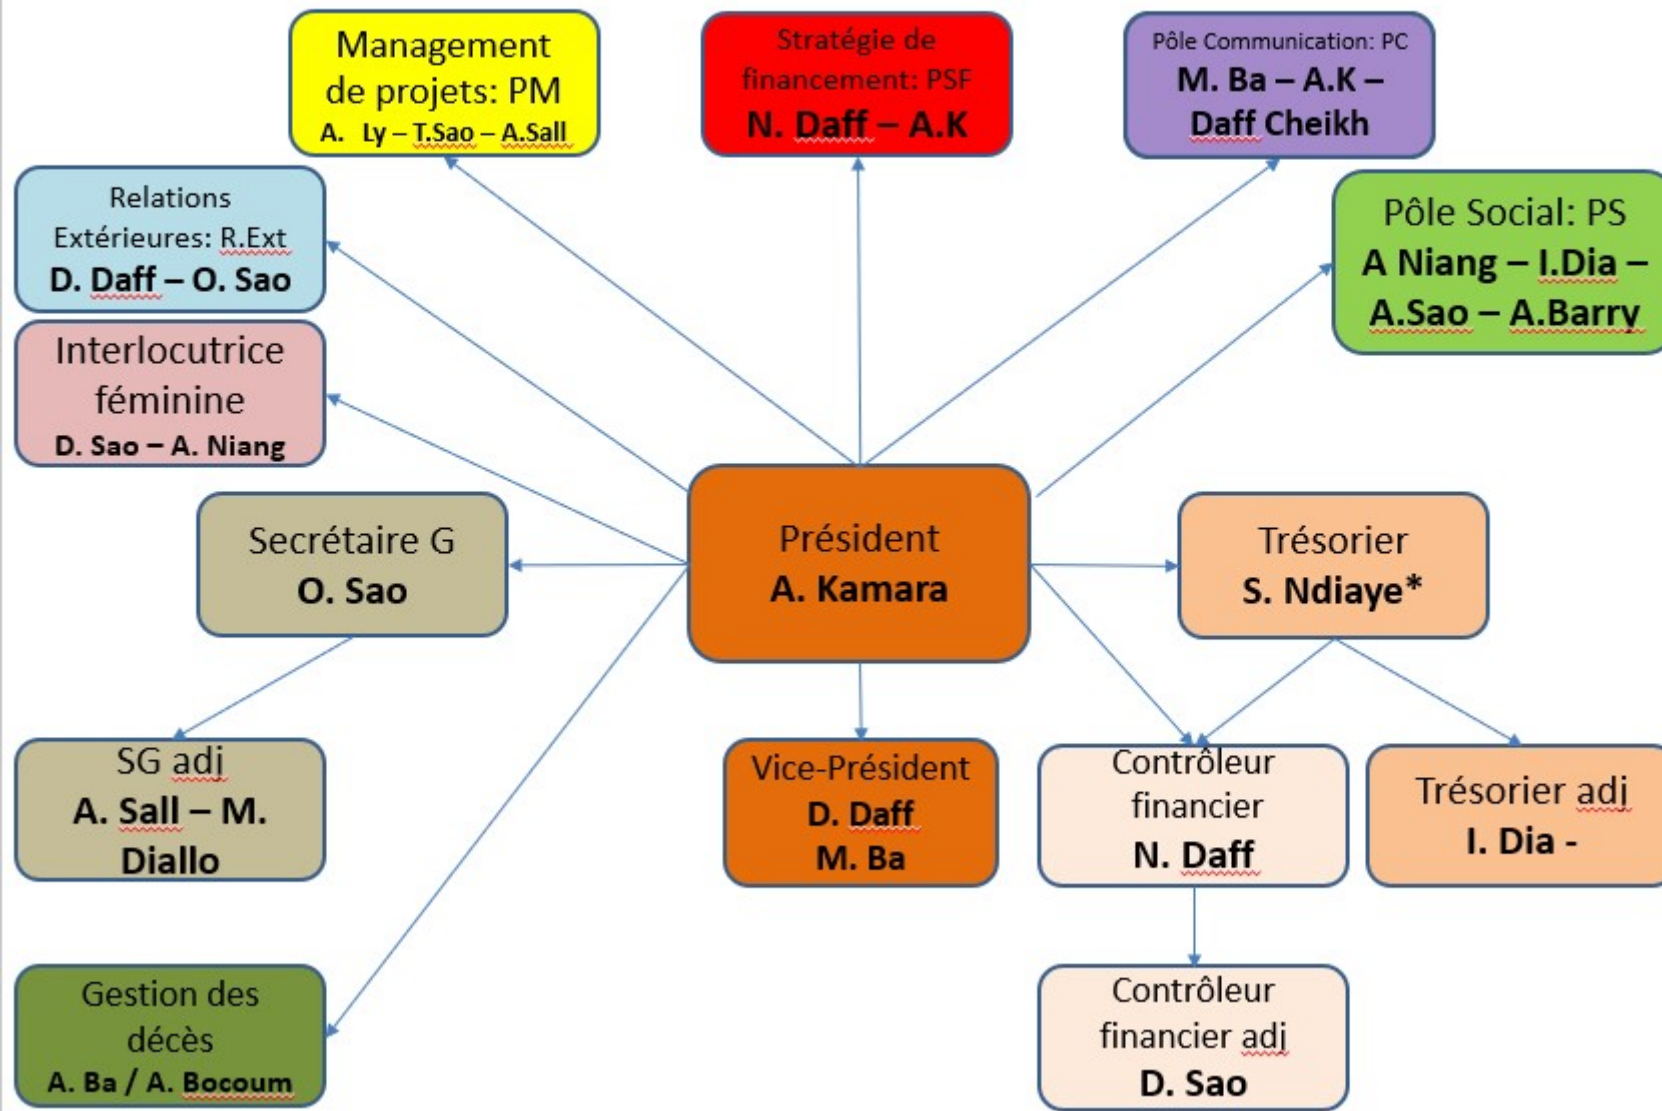 Management
de projets: PM
A. Ly – T.Sao – A.Sall
Stratégie de
financement: PSF
N. Daff – A.K
Pôle Communication: PC
M. Ba – A.K –
Daff Cheikh
Relations
Extérieures: R.Ext
D. Daff – O. Sao
Pôle Social: PS
A Niang – I.Dia –
A.Sao – A.Barry
Interlocutrice
féminine
D. Sao – A. Niang
Secrétaire G
O. Sao
Président
A. Kamara
Trésorier
S. Ndiaye*
SG adj
A. Sall – M.
Diallo
Vice-Président
D. Daff
M. Ba
Contrôleur
financier
N. Daff
Trésorier adj
I. Dia -
Gestion des
décès
A. Ba / A. Bocoum
Contrôleur
financier adj
D. Sao